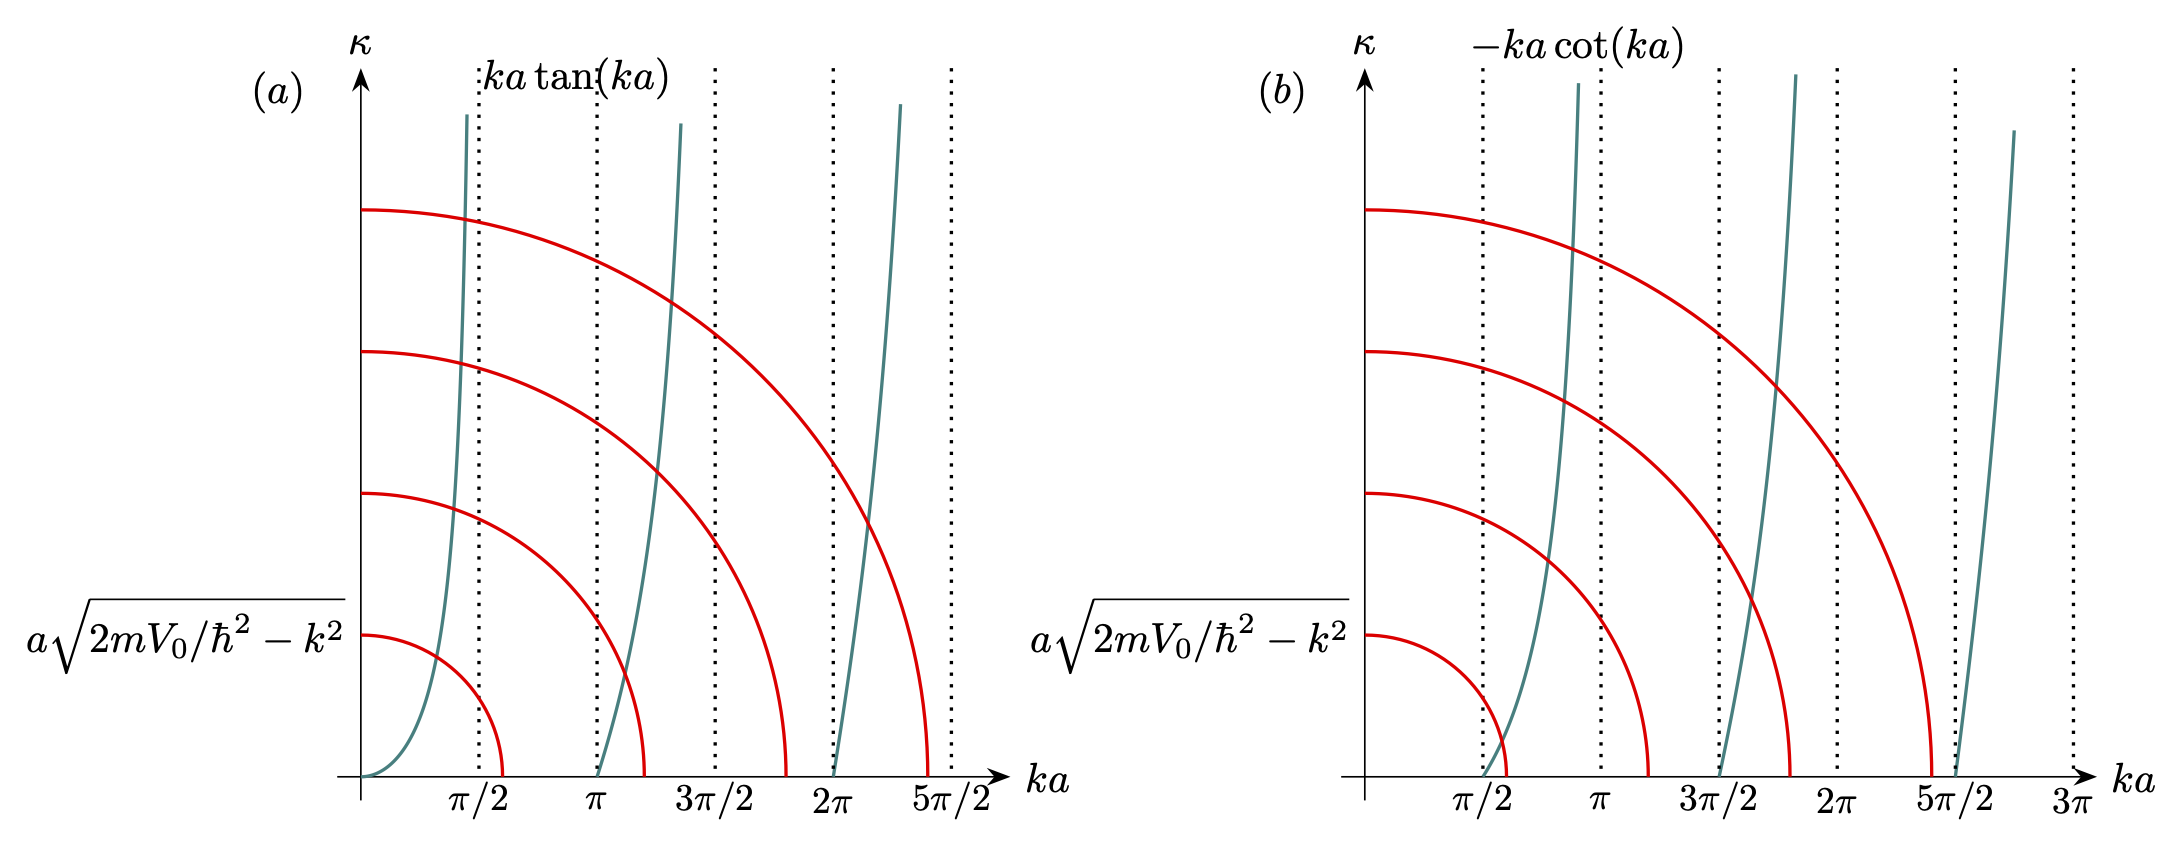 (a)
κ
ka tan(ka)
a√2mV₀/ħ² − k²
π/2
π
3π/2
2π
5π/2
ka
(b)
κ
−ka cot(ka)
a√2mV₀/ħ² − k²
π/2
π
3π/2
2π
5π/2
3π
ka